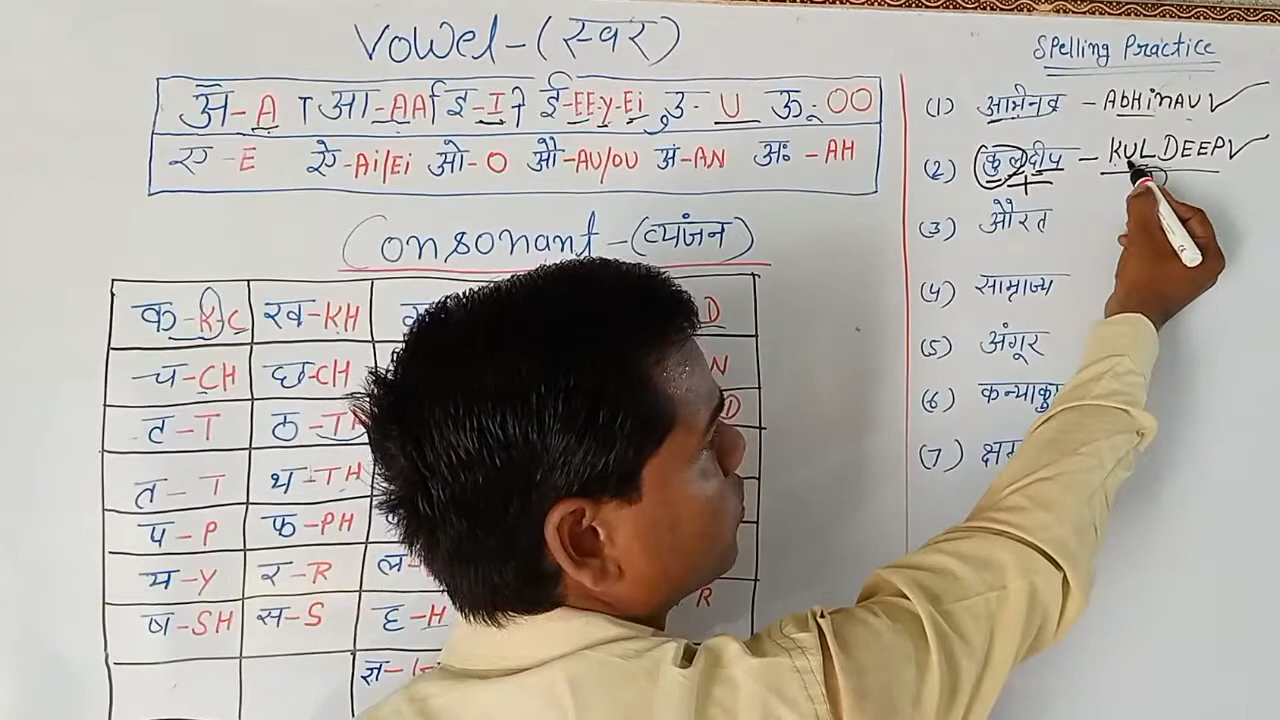 Vowel-(स्वर)
अ-A ा आ-AA ि इ-I ी ई-EE-y-Ei ु उ-U ऊ-OO
ए-E ऐ-Ai/Ei ओ-O औ-AU/OU अं-AN अः-AH
Consonant-(व्यंजन)
क-K-C ख-KH D
च-CH छ-CH N
ट-T ठ-TH D
त-T थ-TH
प-P फ-PH
य-Y र-R ल-
ष-SH स-S ह-H R
ज्ञ-
Spelling Practice
(1) अभिनव - AbHinAV
(2) कुलदीप - KULDEEP
(3) औरत
(4) साम्राज्य
(5) अंगूर
(6)
(7)